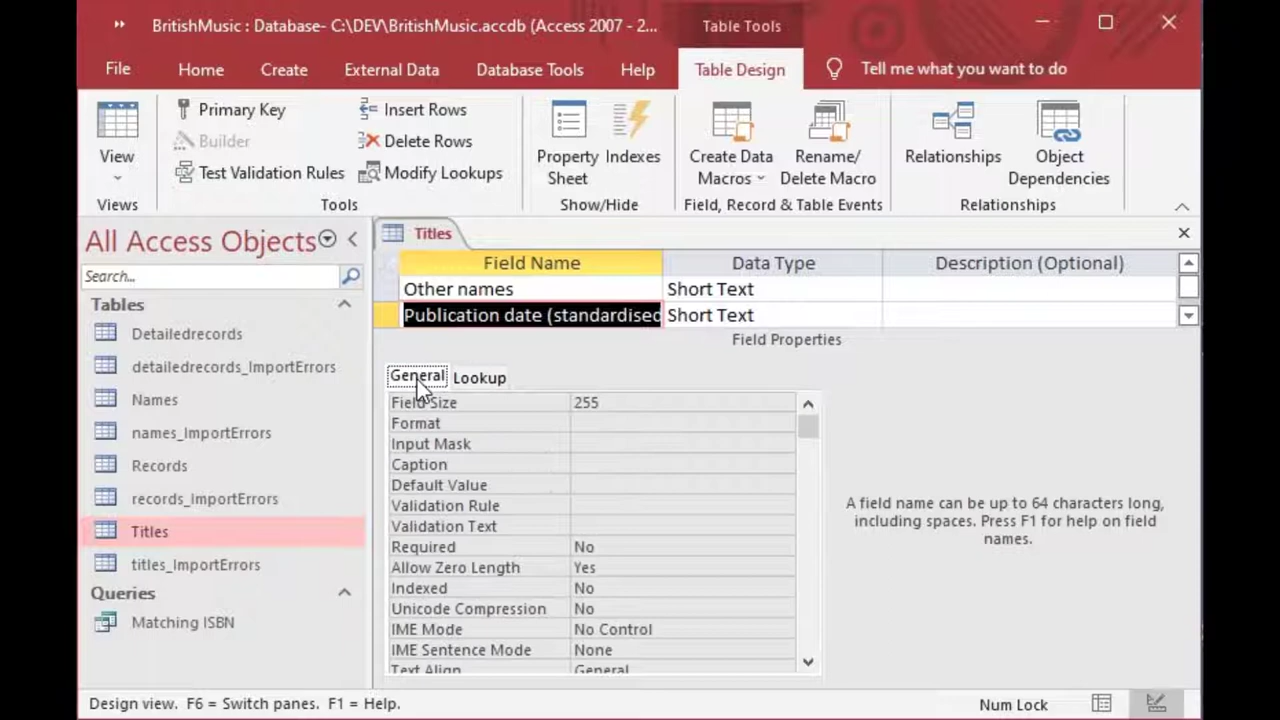 BritishMusic : Database- C:\DEV\BritishMusic.accdb (Access 2007 - 2...
Table Tools
File Home Create External Data Database Tools Help Table Design Tell me what you want to do
View
Views
Primary Key
Builder
Test Validation Rules
Insert Rows
Delete Rows
Modify Lookups
Tools
Property Sheet
Indexes
Show/Hide
Create Data Macros
Rename/ Delete Macro
Field, Record & Table Events
Relationships
Object Dependencies
Relationships
All Access Objects
Search...
Tables
Detailedrecords
detailedrecords_ImportErrors
Names
names_ImportErrors
Records
records_ImportErrors
Titles
titles_ImportErrors
Queries
Matching ISBN
Titles
Field Name Data Type Description (Optional)
Other names Short Text
Publication date (standardised Short Text
Field Properties
General Lookup
Field Size 255
Format
Input Mask
Caption
Default Value
Validation Rule
Validation Text
Required No
Allow Zero Length Yes
Indexed No
Unicode Compression No
IME Mode No Control
IME Sentence Mode None
Text Align General
A field name can be up to 64 characters long,
including spaces. Press F1 for help on field
names.
Design view. F6 = Switch panes. F1 = Help.
Num Lock